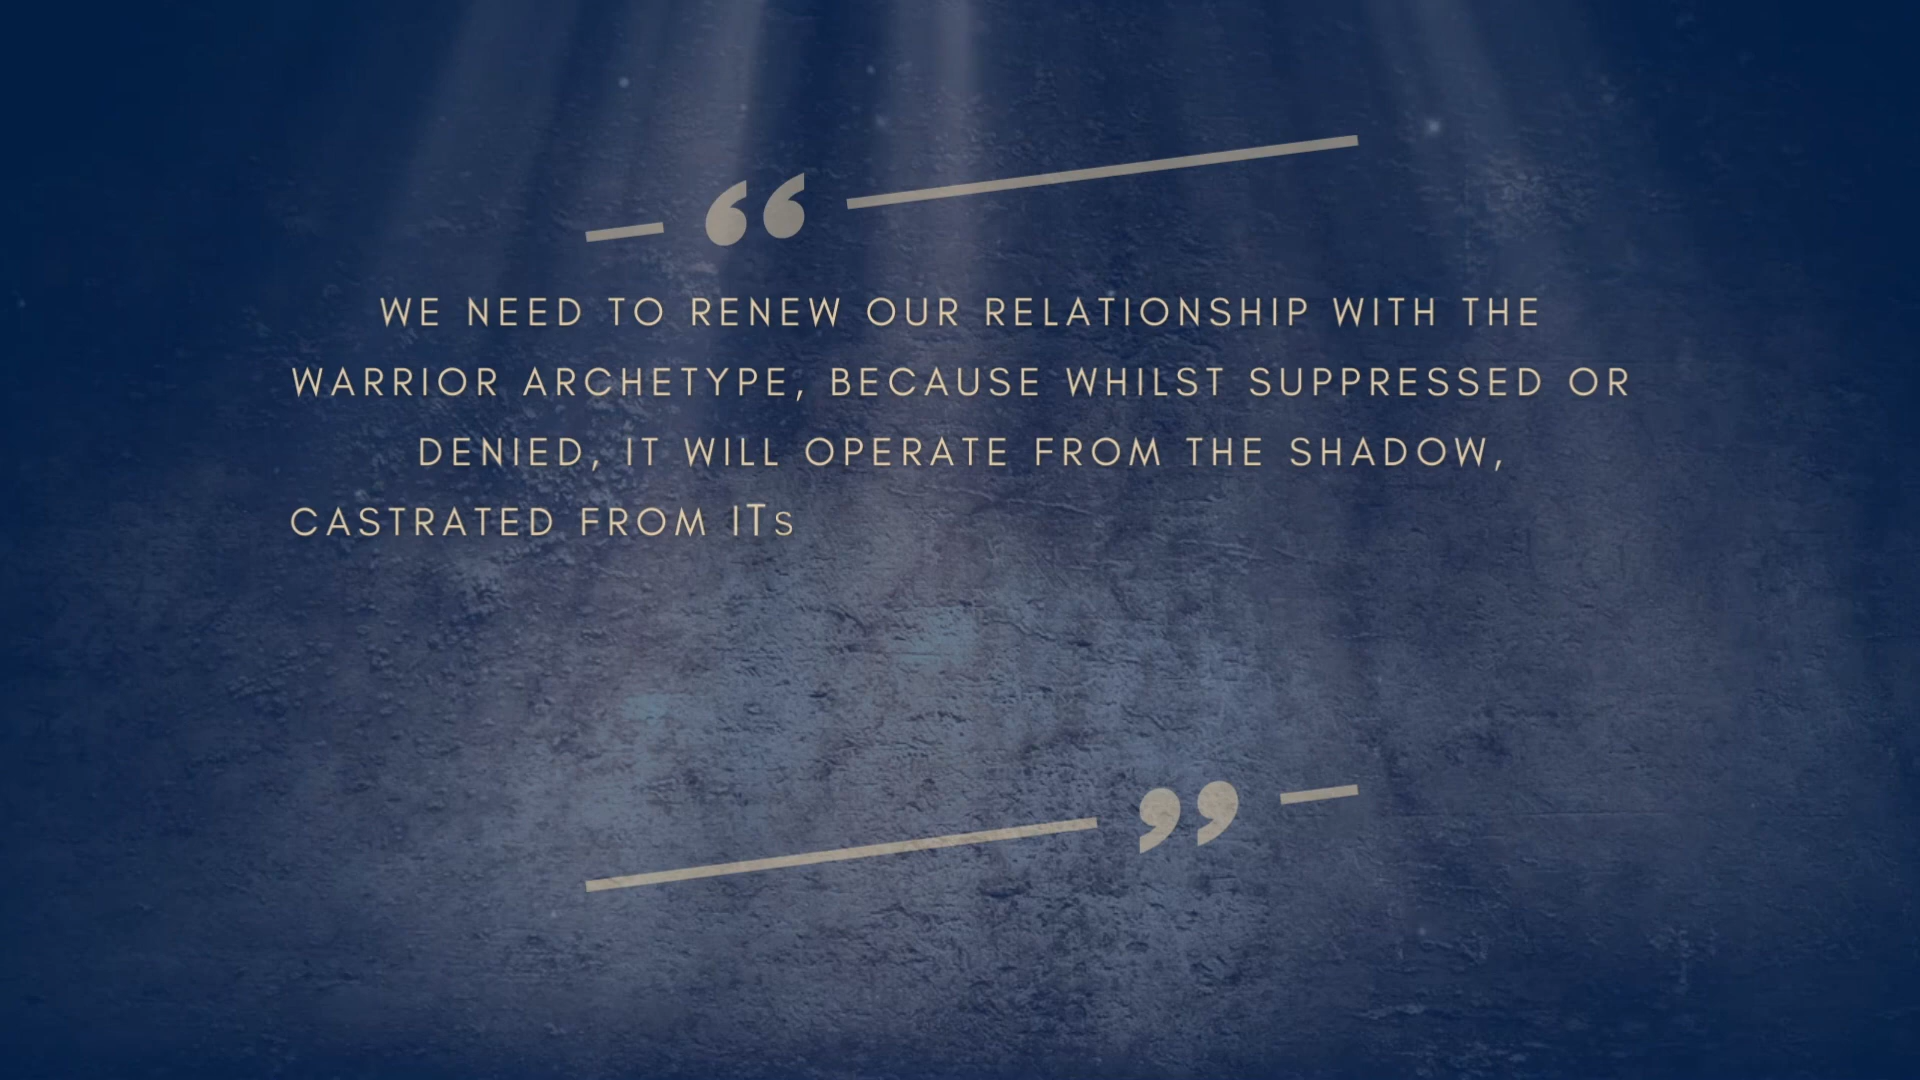 “
WE NEED TO RENEW OUR RELATIONSHIP WITH THE
WARRIOR ARCHETYPE, BECAUSE WHILST SUPPRESSED OR
DENIED, IT WILL OPERATE FROM THE SHADOW,
CASTRATED FROM ITs
”